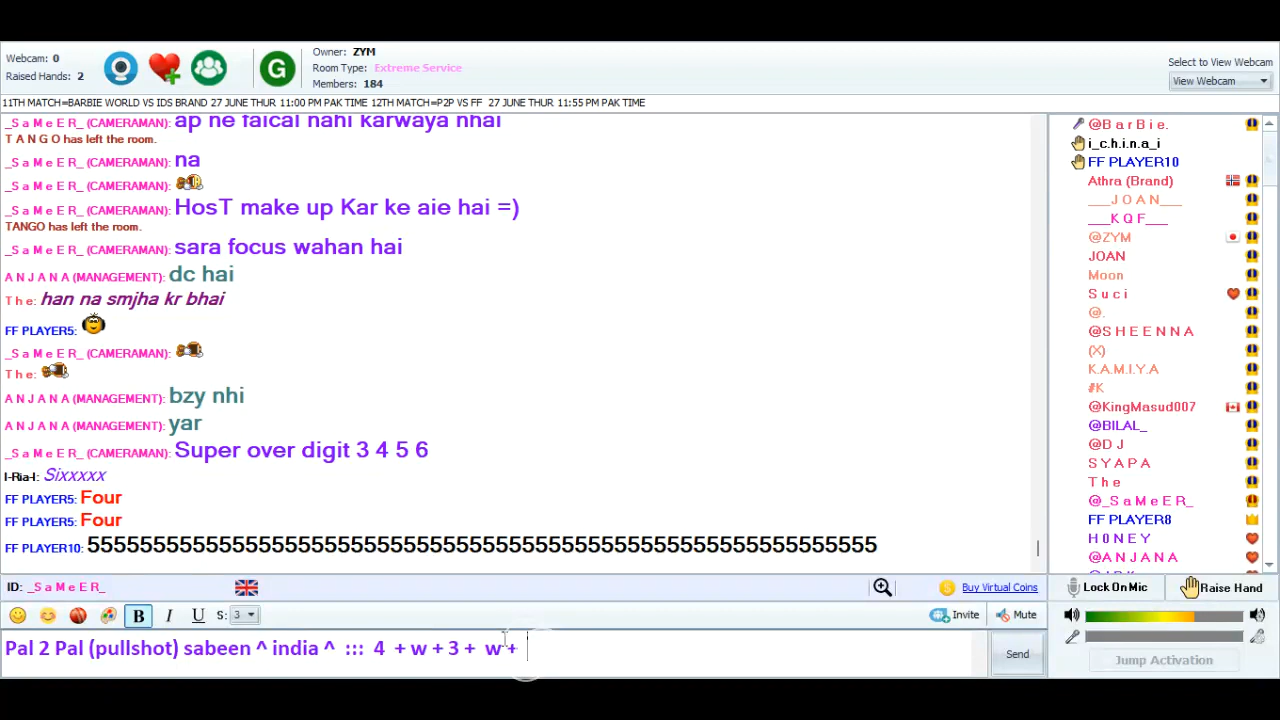 Webcam: 0
Raised Hands: 2
G
Owner: ZYM
Room Type: Extreme Service
Members: 184
Select to View Webcam
View Webcam
11TH MATCH=BARBIE WORLD VS IDS BRAND 27 JUNE THUR 11:00 PM PAK TIME 12TH MATCH=P2P VS FF 27 JUNE THUR 11:55 PM PAK TIME
_S a M e E R_ (CAMERAMAN): ap ne faical nahi karwaya nhai
T A N G O has left the room.
_S a M e E R_ (CAMERAMAN): na
_S a M e E R_ (CAMERAMAN):
_S a M e E R_ (CAMERAMAN): HosT make up Kar ke aie hai =)
TANGO has left the room.
_S a M e E R_ (CAMERAMAN): sara focus wahan hai
A N J A N A (MANAGEMENT): dc hai
T h e: han na smjha kr bhai
FF PLAYER5:
_S a M e E R_ (CAMERAMAN):
T h e:
A N J A N A (MANAGEMENT): bzy nhi
A N J A N A (MANAGEMENT): yar
_S a M e E R_ (CAMERAMAN): Super over digit 3 4 5 6
I-Ria-I: Sixxxxx
FF PLAYER5: Four
FF PLAYER5: Four
FF PLAYER10: 555555555555555555555555555555555555555555555555555555555555
@B a r B i e.
i_c.h.i.n.a_i
FF PLAYER10
Athra (Brand)
___J O A N___
___K Q F___
@ZYM
JOAN
Moon
S u c i
@.
@S H E E N N A
(X)
K.A.M.I.Y.A
#K
@KingMasud007
@BILAL_
@D J
S Y A P A
T h e
@_S a M e E R_
FF PLAYER8
H 0 N E Y
@A N J A N A
ID: _S a M e E R_
Buy Virtual Coins
Lock On Mic
Raise Hand
B I U S: 3
Invite
Mute
Pal 2 Pal (pullshot) sabeen ^ india ^ ::: 4 + w + 3 + w +
Send
Jump Activation